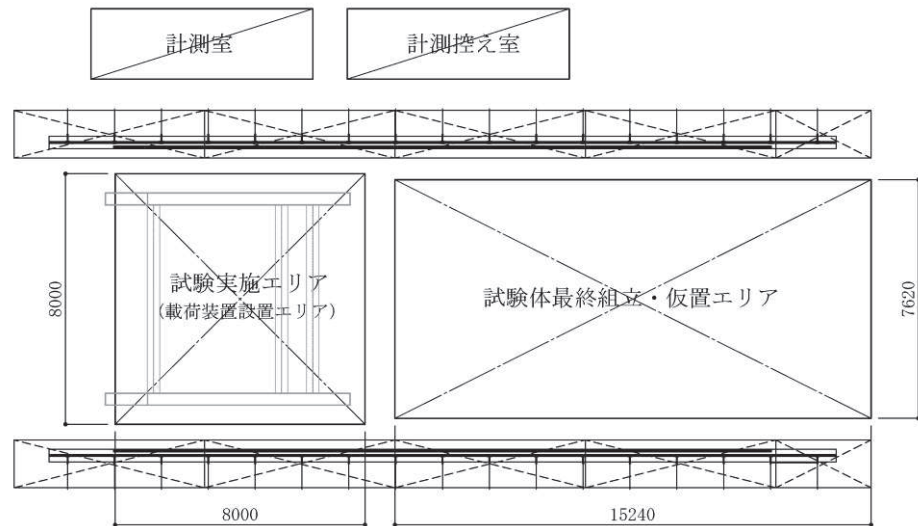 計測室
計測控え室
試験実施エリア
(載荷装置設置エリア)
試験体最終組立・仮置エリア
8000
7620
8000
15240